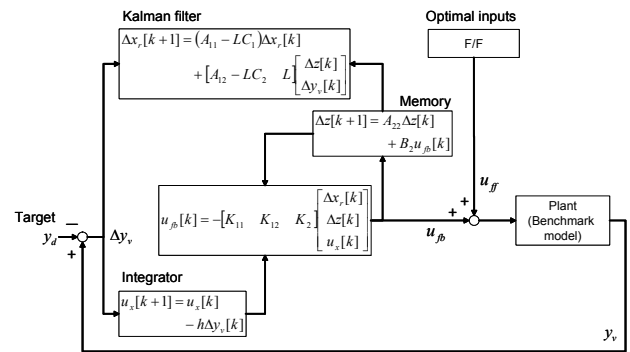 Kalman filter
Δx_r[k+1]=(A_11−LC_1)Δx_r[k]
+[A_12−LC_2 L][Δz[k] Δy_v[k]]
Optimal inputs
F/F
Memory
Δz[k+1]=A_22Δz[k]
+B_2u_fb[k]
u_fb[k]=−[K_11 K_12 K_2][Δx_r[k] Δz[k] u_x[k]]
u_ff
+
+
u_fb
Plant
(Benchmark
model)
Target
y_d
−
+
Δy_v
Integrator
u_x[k+1]=u_x[k]
−hΔy_v[k]
y_v